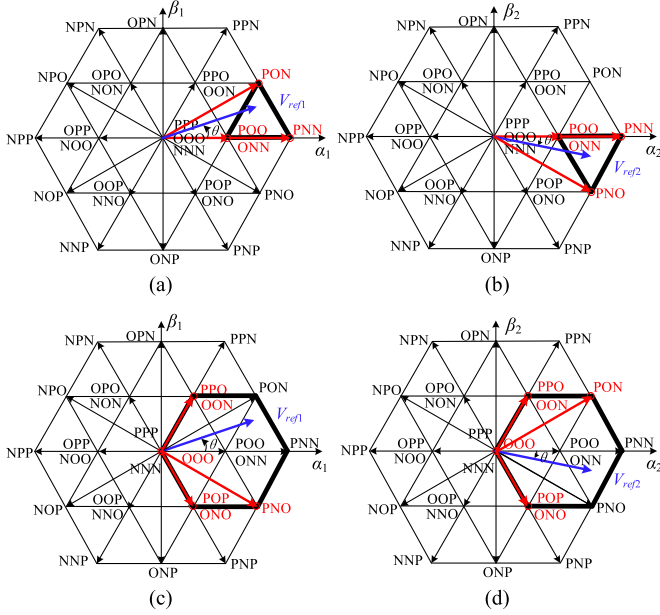 β1
NPN OPN PPN
NPO OPO PPO PON
NON OON
Vref1
PPP θ
NPP OPP OOO POO PNN
NOO NNN ONN α1
NOP OOP POP PNO
NNO ONO
NNP ONP PNP
(a)
β2
NPN OPN PPN
NPO OPO PPO PON
NON OON
PPP
NPP OPP OOO θ POO PNN
NOO NNN ONN α2
Vref2
NOP OOP POP PNO
NNO ONO
NNP ONP PNP
(b)
β1
NPN OPN PPN
NPO OPO PPO PON
NON OON
Vref1
PPP θ
NPP OPP POO PNN
NOO NNN OOO ONN α1
NOP OOP POP PNO
NNO ONO
NNP ONP PNP
(c)
β2
NPN OPN PPN
NPO OPO PPO PON
NON OON
PPP
NPP OPP OOO θ POO PNN
NOO NNN ONN α2
Vref2
NOP OOP POP PNO
NNO ONO
NNP ONP PNP
(d)